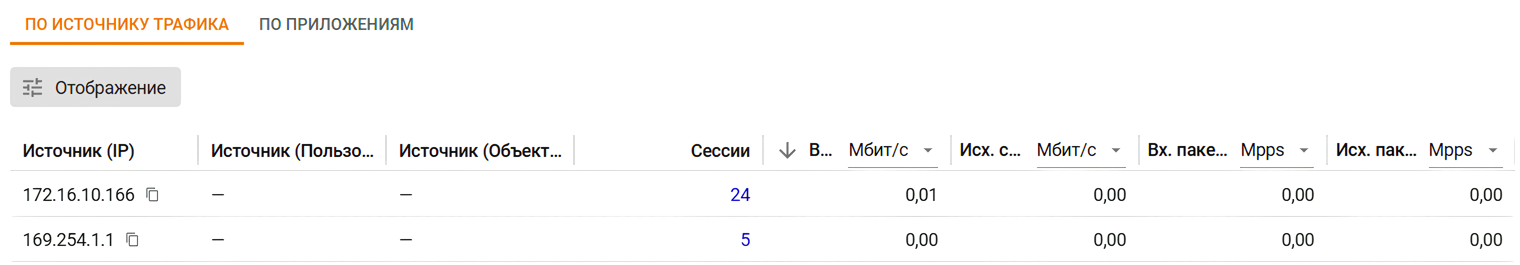 ПО ИСТОЧНИКУ ТРАФИКА ПО ПРИЛОЖЕНИЯМ
Отображение
Источник (IP) Источник (Пользо... Источник (Объект... Сессии В... Мбит/с Исх. с... Мбит/с Вх. паке... Mpps Исх. пак... Mpps
172.16.10.166 — — 24 0,01 0,00 0,00 0,00
169.254.1.1 — — 5 0,00 0,00 0,00 0,00